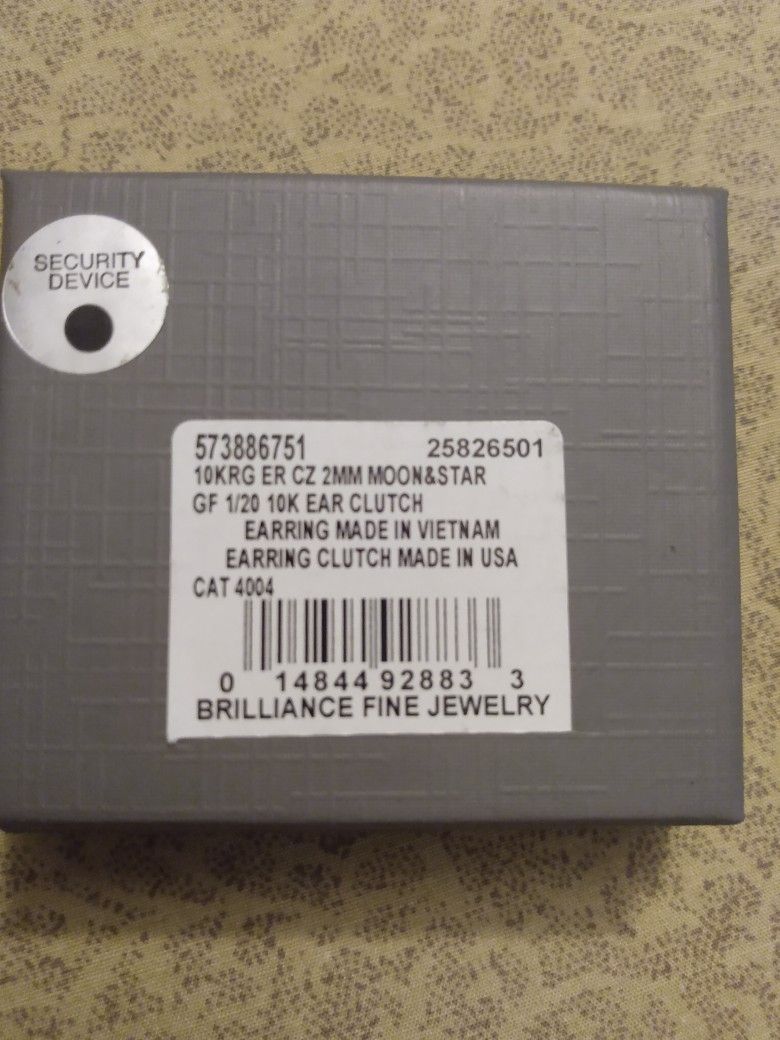 SECURITY
DEVICE
573886751 25826501
10KRG ER CZ 2MM MOON&STAR
GF 1/20 10K EAR CLUTCH
EARRING MADE IN VIETNAM
EARRING CLUTCH MADE IN USA
CAT 4004
0 14844 92883 3
BRILLIANCE FINE JEWELRY